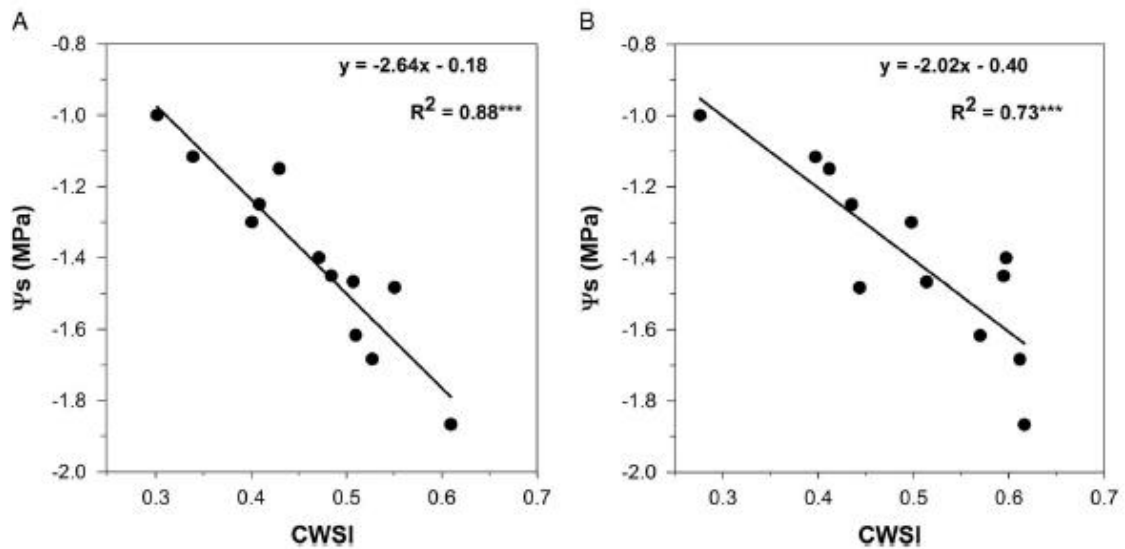 A
-0.8
-1.0
-1.2
-1.4
-1.6
-1.8
-2.0
Ψs (MPa)
y = -2.64x - 0.18
R² = 0.88***
0.3 0.4 0.5 0.6 0.7
CWSI
B
-0.8
-1.0
-1.2
-1.4
-1.6
-1.8
-2.0
Ψs (MPa)
y = -2.02x - 0.40
R² = 0.73***
0.3 0.4 0.5 0.6 0.7
CWSI